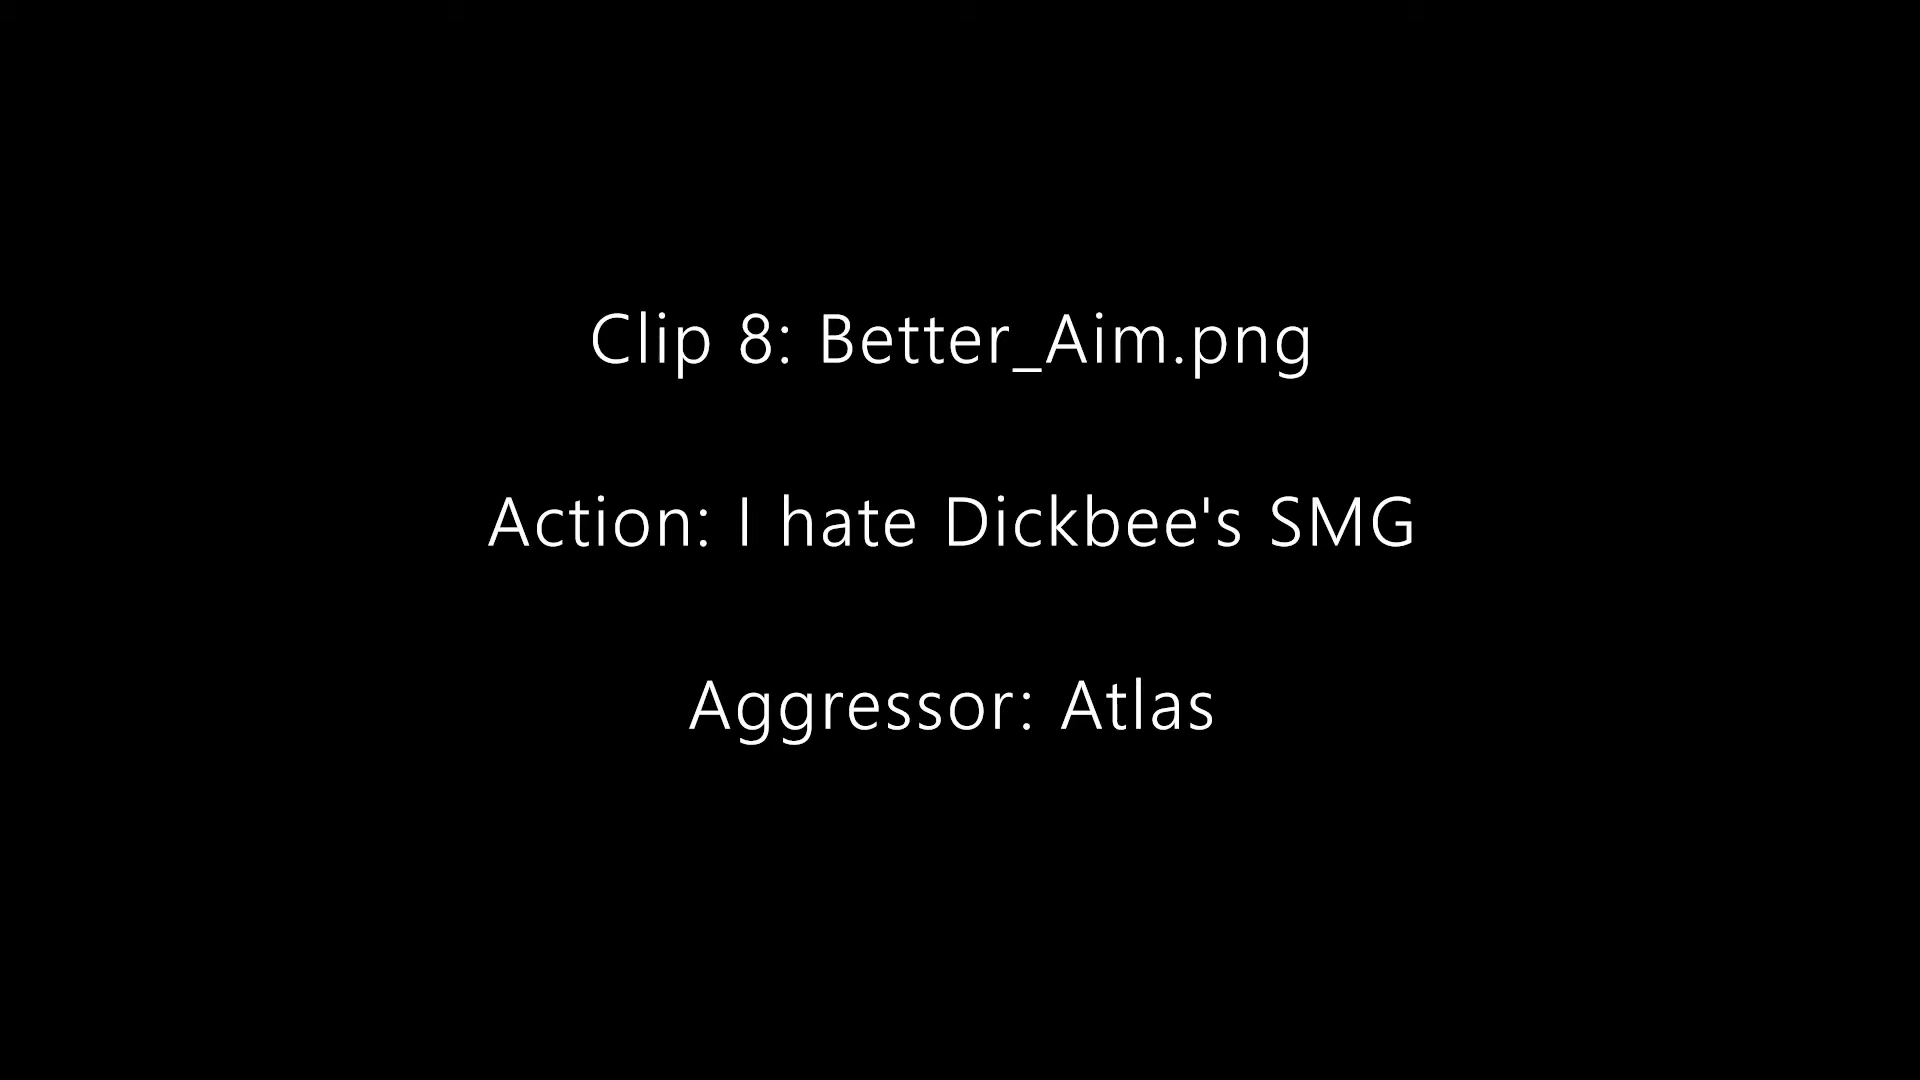 Clip 8: Better_Aim.png
Action: I hate Dickbee's SMG
Aggressor: Atlas